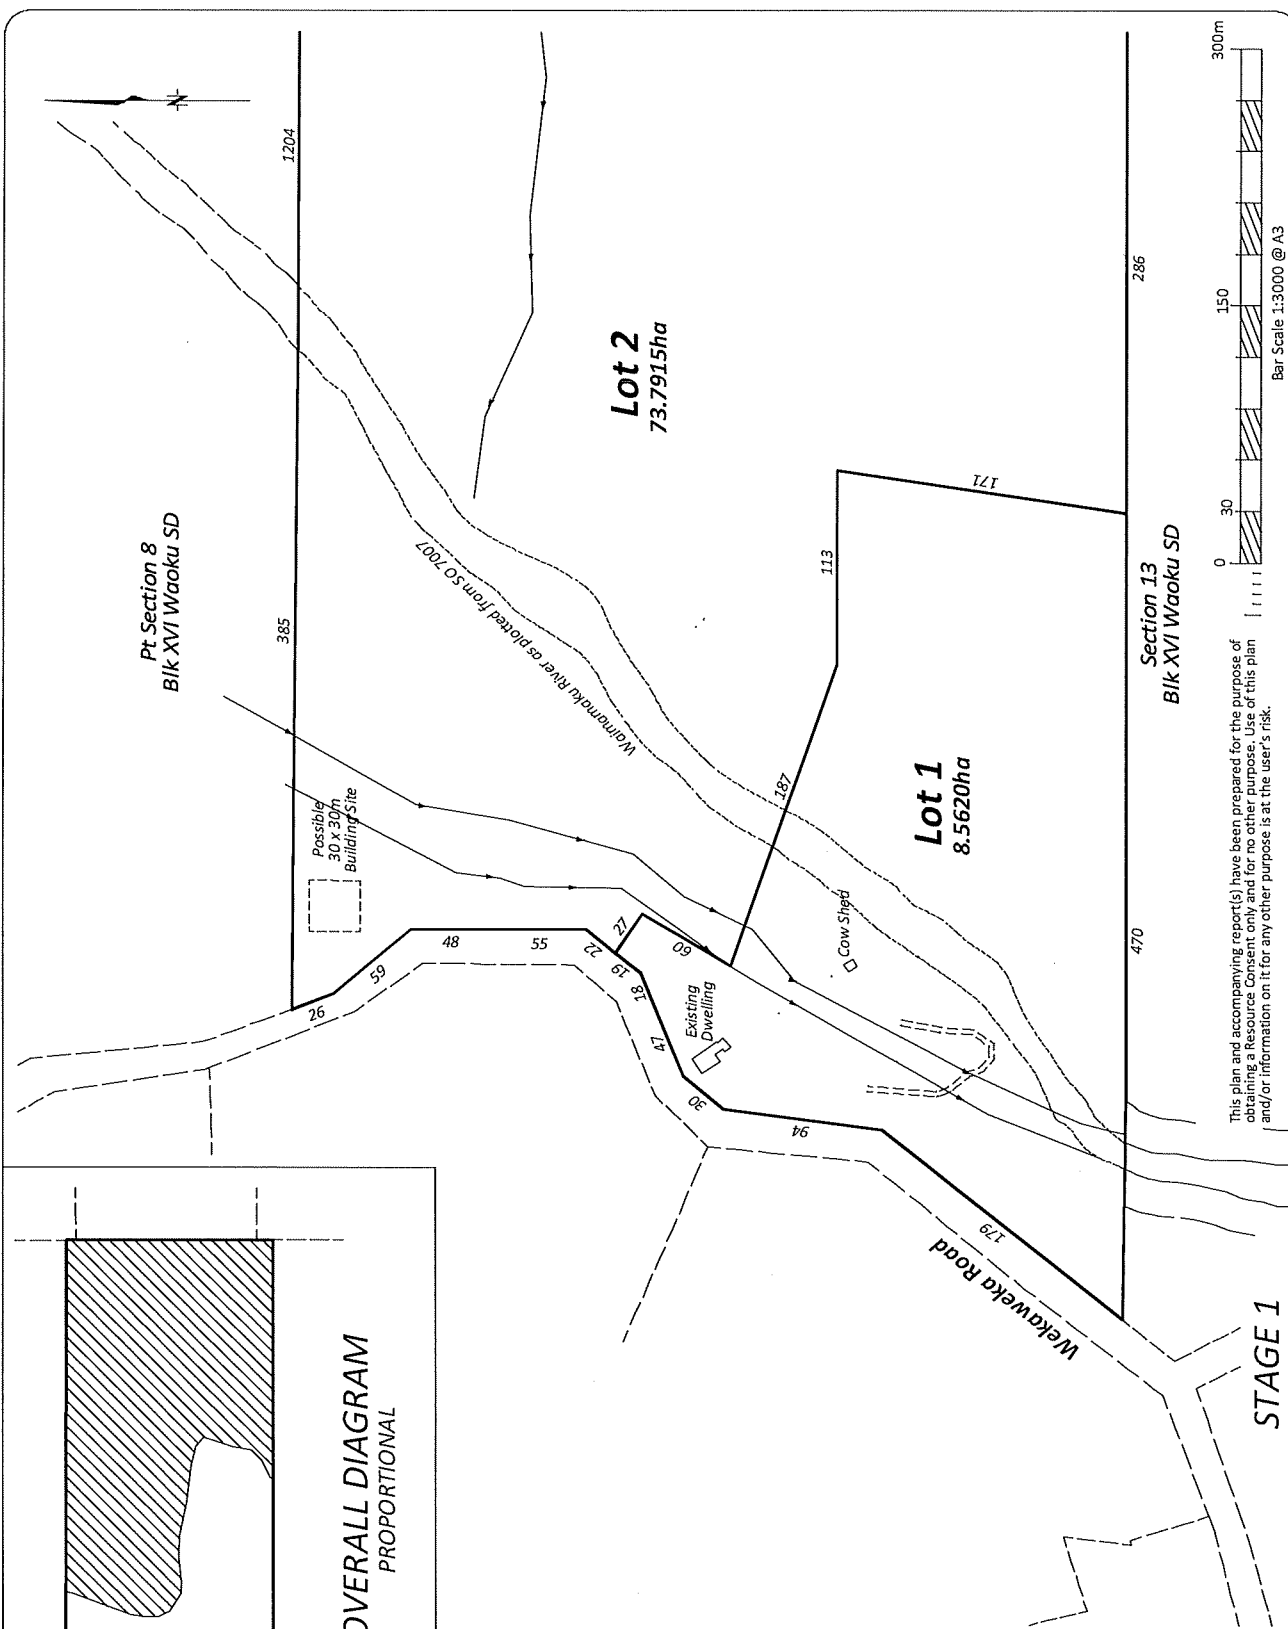 N
1204
385
Pt Section 8
Blk XVI Waoku SD
Possible
30 x 30m
Building Site
26
59
48
55
22
27
19
18
60
47
30
94
179
Existing
Dwelling
Waimamaku River as plotted from SO 7007
Lot 2
73.7915ha
113
171
187
286
Lot 1
8.5620ha
Cow Shed
470
Section 13
Blk XVI Waoku SD
Wekaweka Road
OVERALL DIAGRAM
PROPORTIONAL
STAGE 1
This plan and accompanying report(s) have been prepared for the purpose of
obtaining a Resource Consent only and for no other purpose. Use of this plan
and/or information on it for any other purpose is at the user's risk.
0
30
150
300m
Bar Scale 1:3000 @ A3